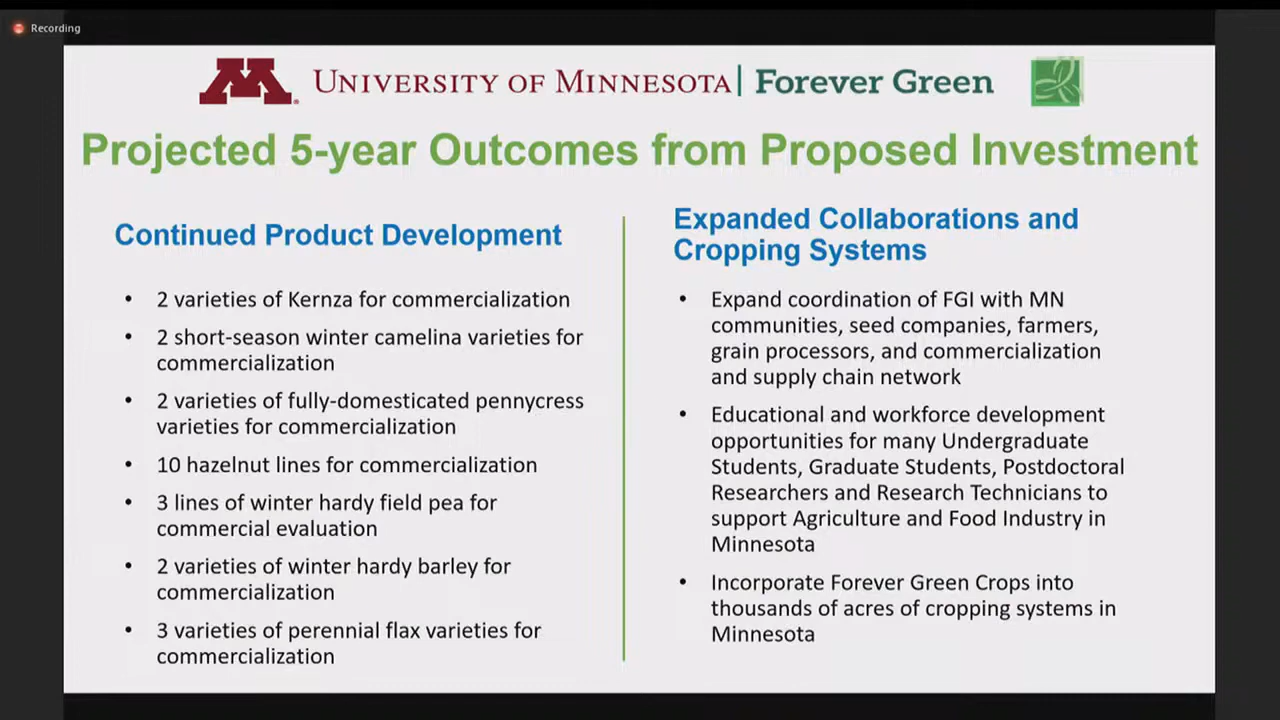 Recording
UNIVERSITY OF MINNESOTA | Forever Green
Projected 5-year Outcomes from Proposed Investment
Continued Product Development
• 2 varieties of Kernza for commercialization
• 2 short-season winter camelina varieties for
commercialization
• 2 varieties of fully-domesticated pennycress
varieties for commercialization
• 10 hazelnut lines for commercialization
• 3 lines of winter hardy field pea for
commercial evaluation
• 2 varieties of winter hardy barley for
commercialization
• 3 varieties of perennial flax varieties for
commercialization
Expanded Collaborations and
Cropping Systems
• Expand coordination of FGI with MN
communities, seed companies, farmers,
grain processors, and commercialization
and supply chain network
• Educational and workforce development
opportunities for many Undergraduate
Students, Graduate Students, Postdoctoral
Researchers and Research Technicians to
support Agriculture and Food Industry in
Minnesota
• Incorporate Forever Green Crops into
thousands of acres of cropping systems in
Minnesota